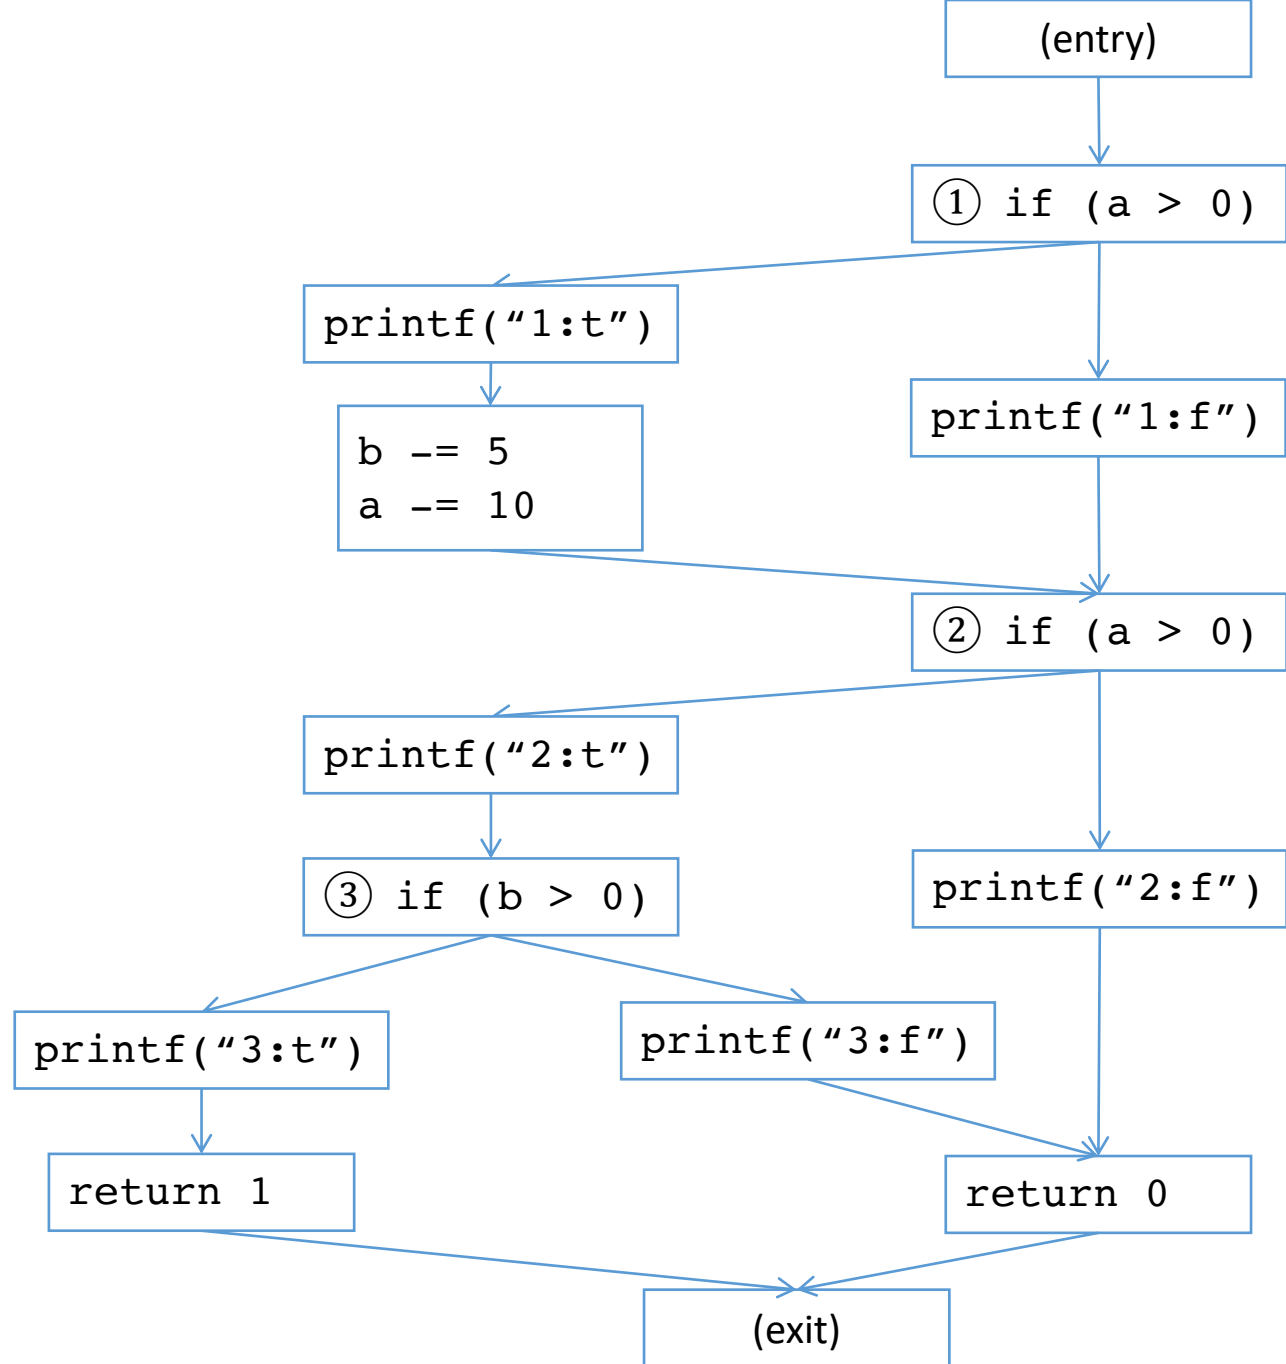 (entry)
① if (a > 0)
printf(“1:t”)
printf(“1:f”)
b -= 5
a -= 10
② if (a > 0)
printf(“2:t”)
③ if (b > 0)
printf(“2:f”)
printf(“3:t”)
printf(“3:f”)
return 1
return 0
(exit)